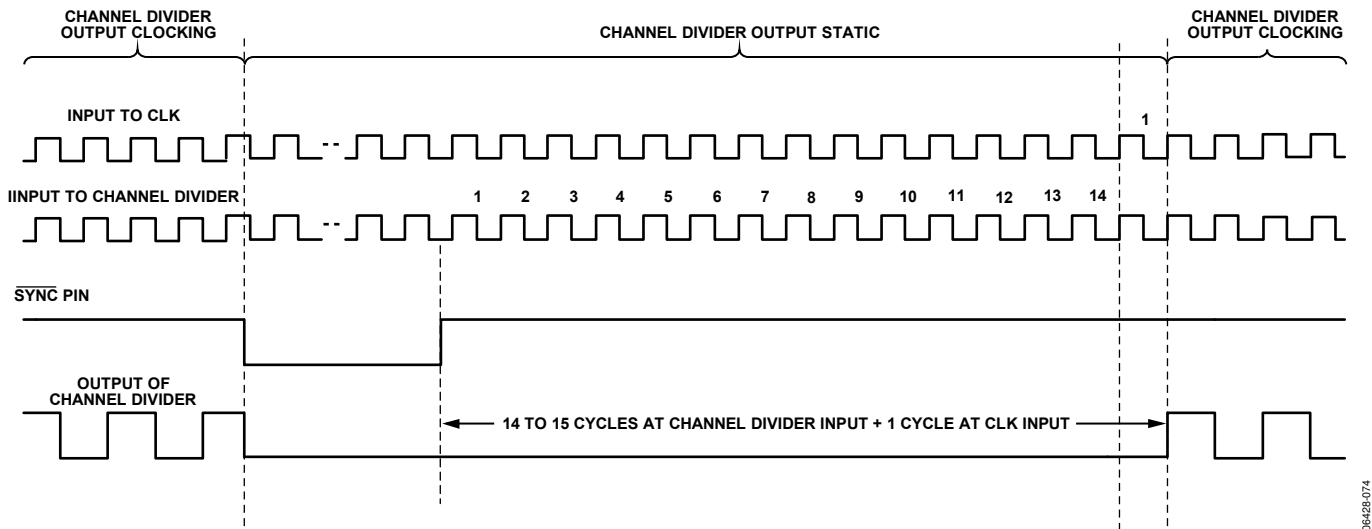 CHANNEL DIVIDER
OUTPUT CLOCKING
CHANNEL DIVIDER OUTPUT STATIC
CHANNEL DIVIDER
OUTPUT CLOCKING
INPUT TO CLK
1
IINPUT TO CHANNEL DIVIDER
1 2 3 4 5 6 7 8 9 10 11 12 13 14
SYNC PIN
OUTPUT OF
CHANNEL DIVIDER
14 TO 15 CYCLES AT CHANNEL DIVIDER INPUT + 1 CYCLE AT CLK INPUT
06428-074